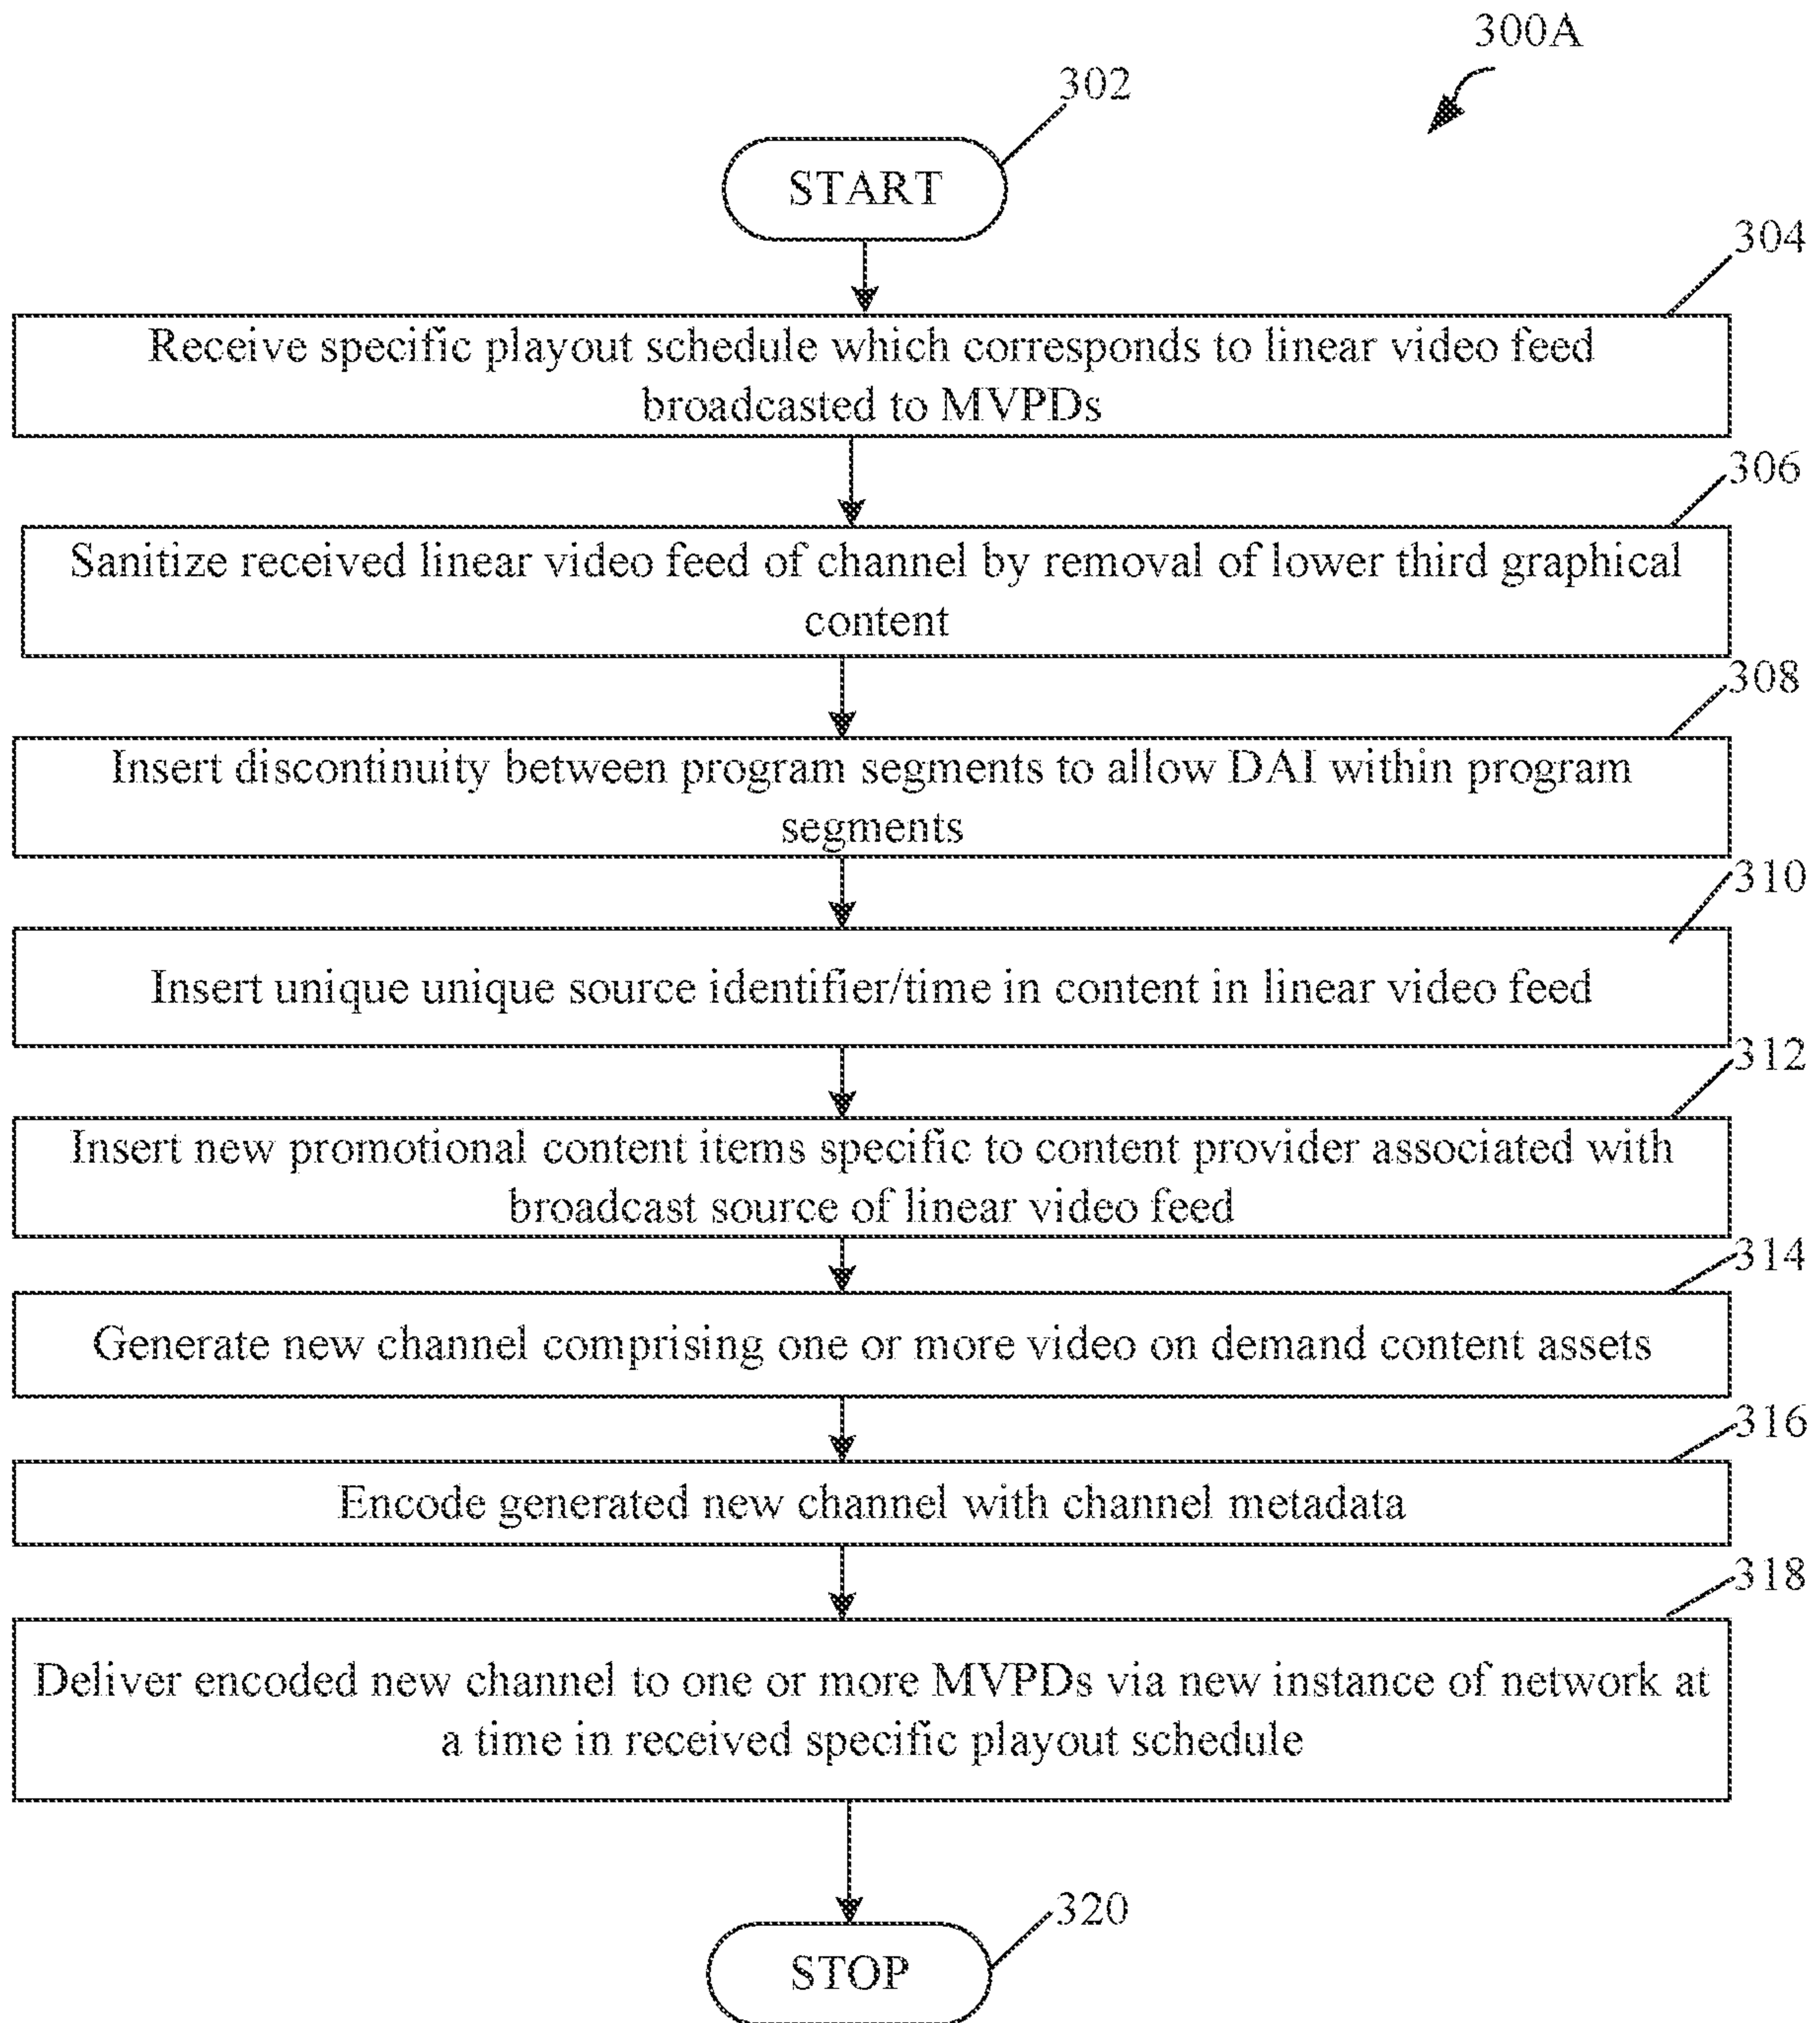 300A
302
START
304
Receive specific playout schedule which corresponds to linear video feed
broadcasted to MVPDs
306
Sanitize received linear video feed of channel by removal of lower third graphical
content
308
Insert discontinuity between program segments to allow DAI within program
segments
310
Insert unique unique source identifier/time in content in linear video feed
312
Insert new promotional content items specific to content provider associated with
broadcast source of linear video feed
314
Generate new channel comprising one or more video on demand content assets
316
Encode generated new channel with channel metadata
318
Deliver encoded new channel to one or more MVPDs via new instance of network at
a time in received specific playout schedule
320
STOP